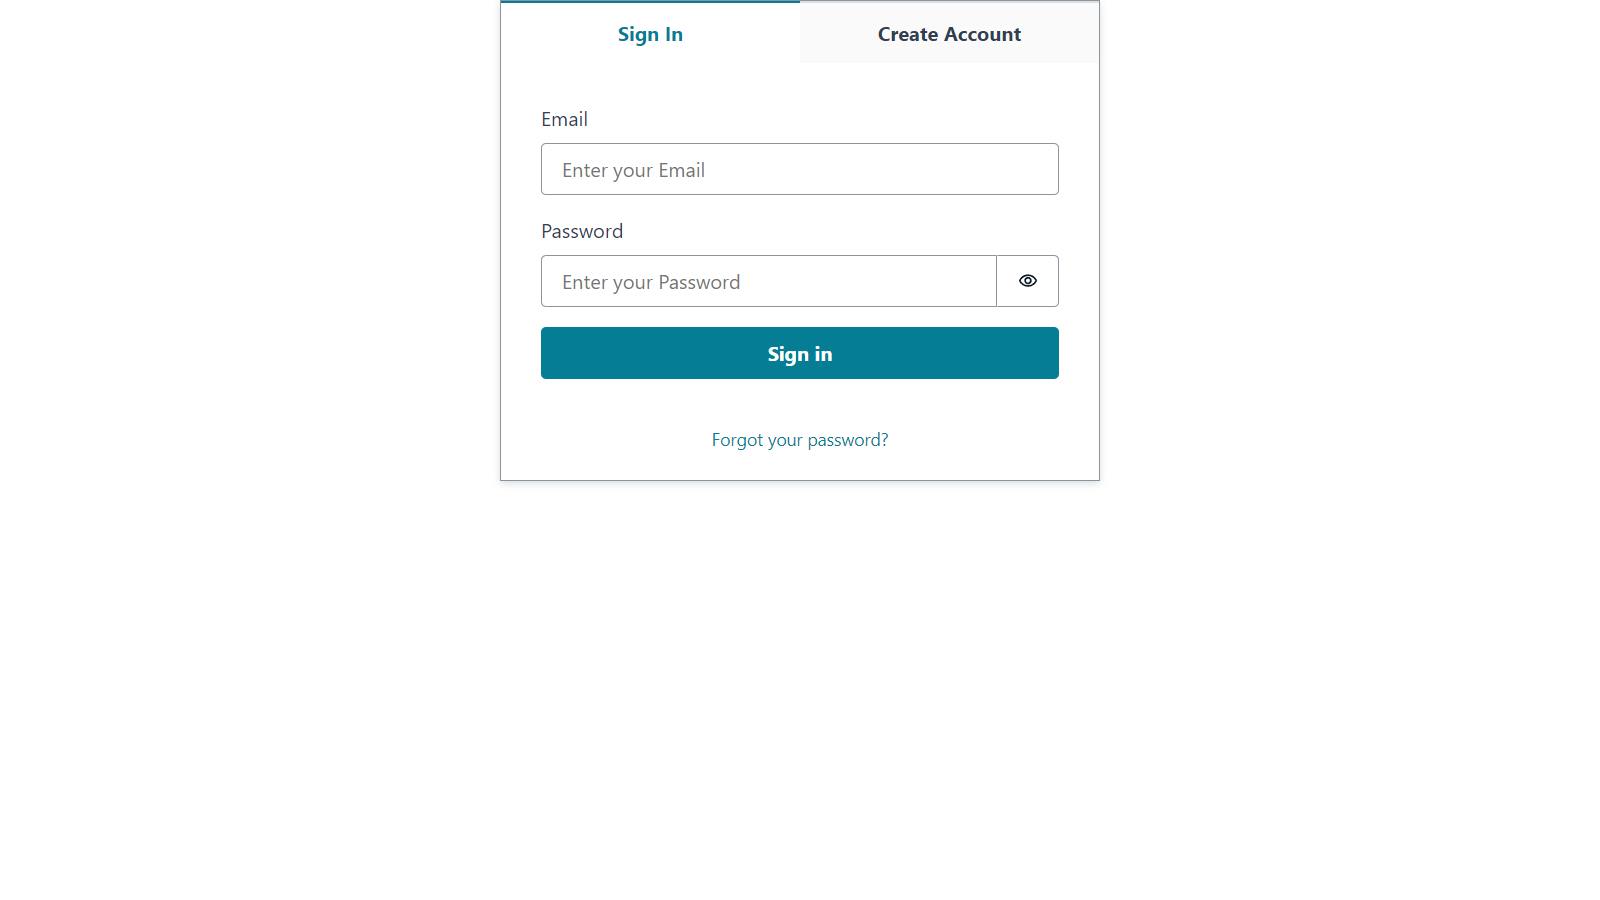 Sign In
Create Account
Email
Enter your Email
Password
Enter your Password
Sign in
Forgot your password?